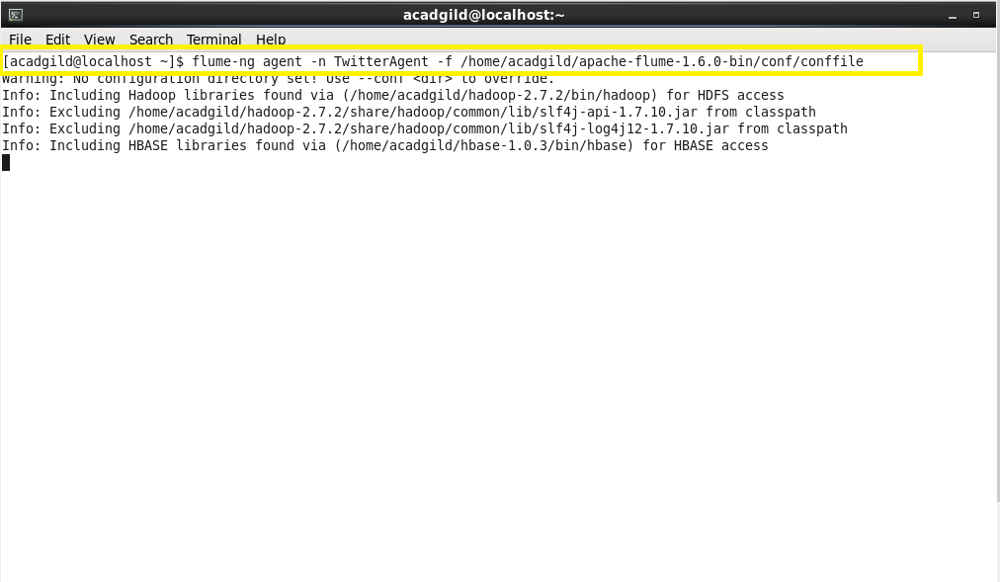 acadgild@localhost:~
File Edit View Search Terminal Help
[acadgild@localhost ~]$ flume-ng agent -n TwitterAgent -f /home/acadgild/apache-flume-1.6.0-bin/conf/conffile
Warning: No configuration directory set! Use --conf <dir> to override.
Info: Including Hadoop libraries found via (/home/acadgild/hadoop-2.7.2/bin/hadoop) for HDFS access
Info: Excluding /home/acadgild/hadoop-2.7.2/share/hadoop/common/lib/slf4j-api-1.7.10.jar from classpath
Info: Excluding /home/acadgild/hadoop-2.7.2/share/hadoop/common/lib/slf4j-log4j12-1.7.10.jar from classpath
Info: Including HBASE libraries found via (/home/acadgild/hbase-1.0.3/bin/hbase) for HBASE access